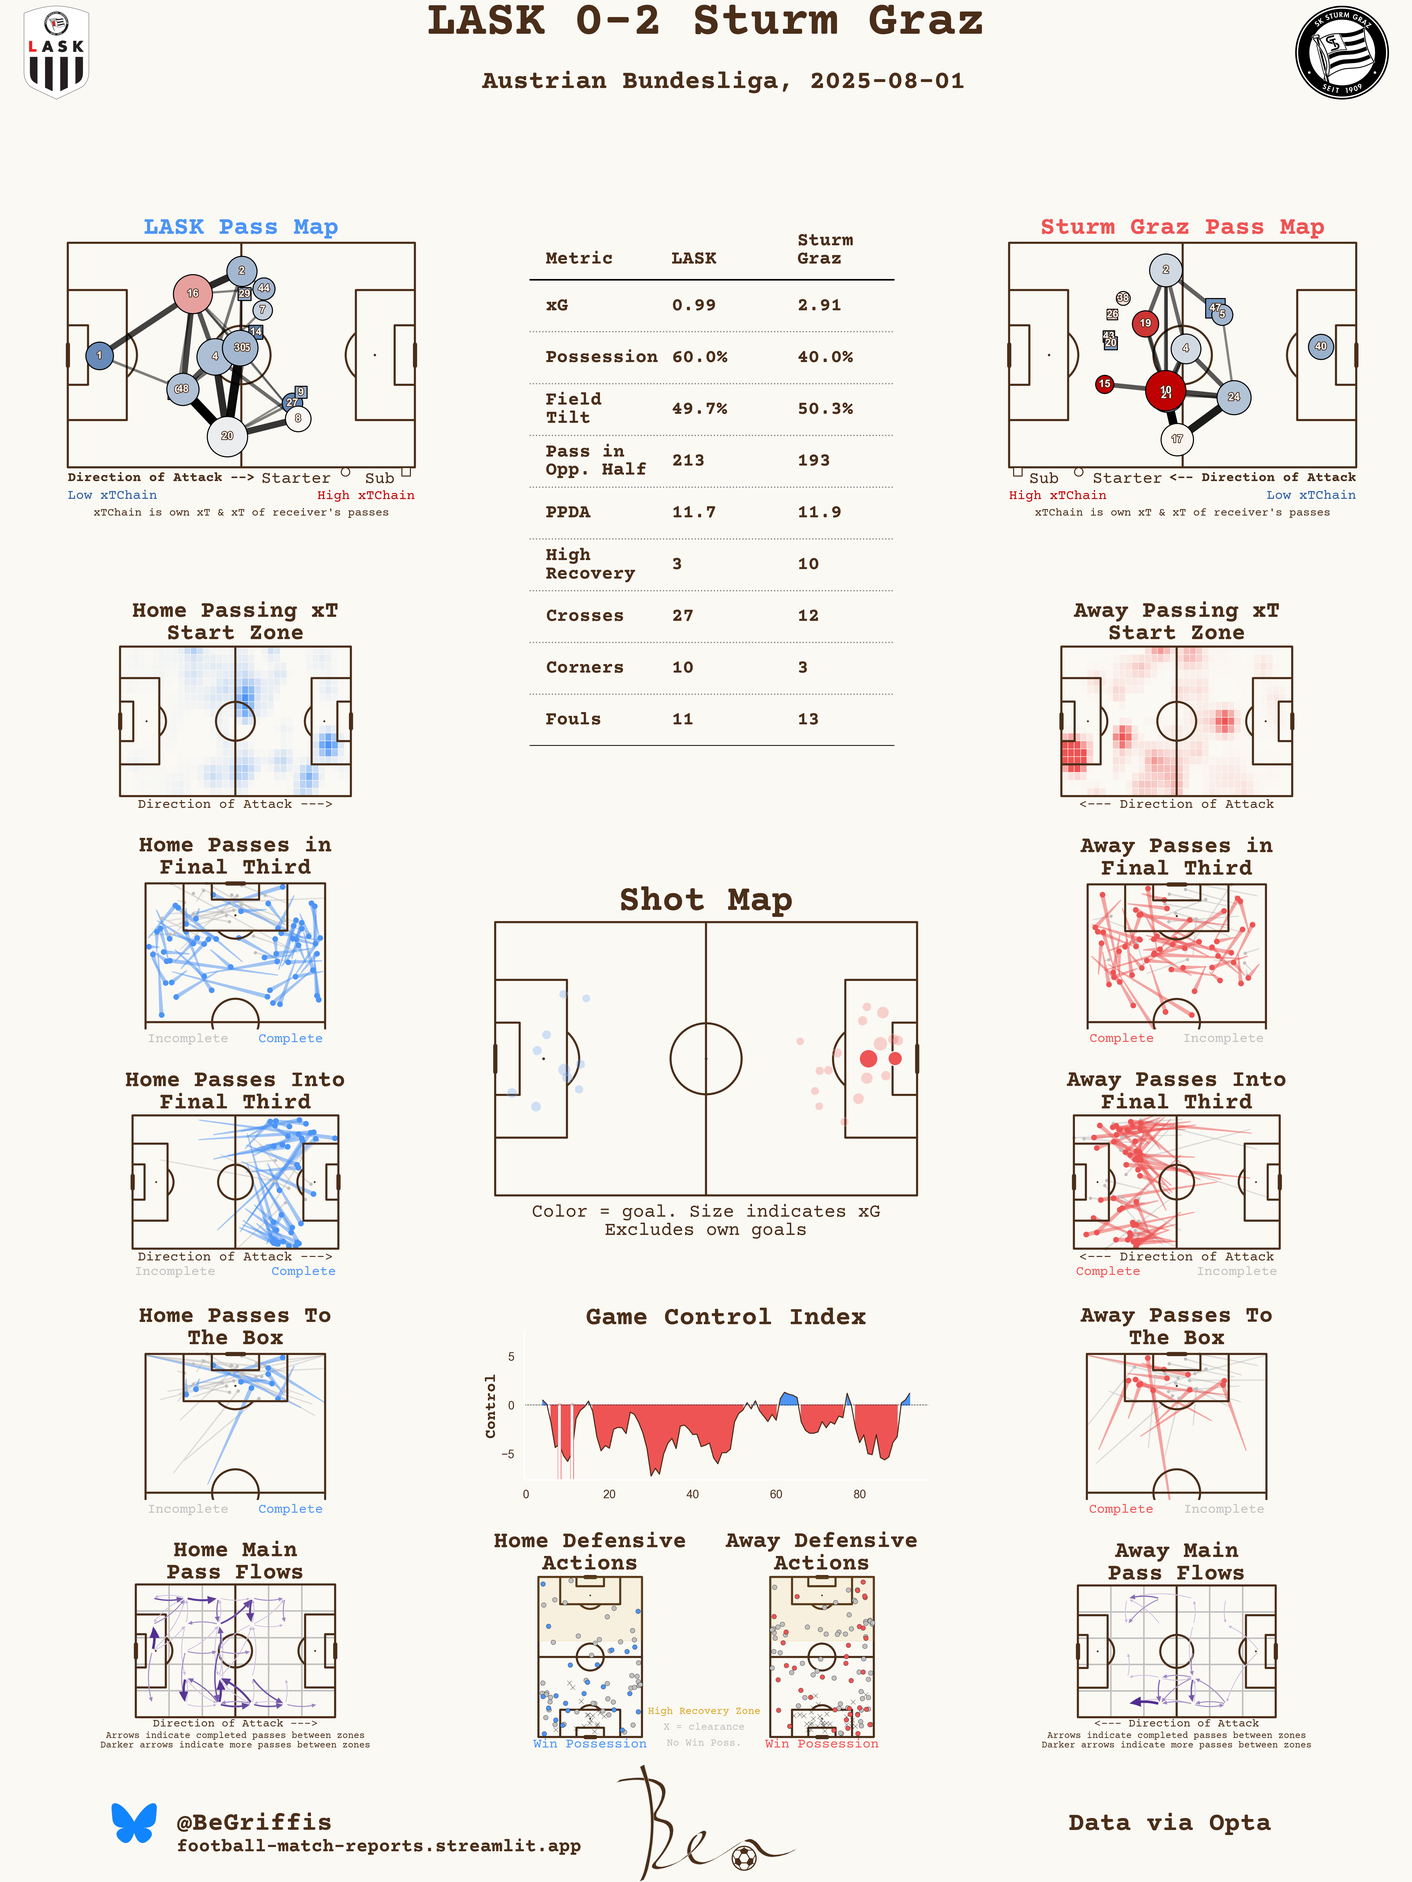 LASK 0-2 Sturm Graz
Austrian Bundesliga, 2025-08-01
LASK
SK STURM GRAZ
SEIT 1909
LASK Pass Map
2
16
44
29
7
14
1
4
305
48
9
27
8
20
Direction of Attack --> Starter Sub
Low xTChain High xTChain
xTChain is own xT & xT of receiver's passes
Metric LASK Sturm Graz
xG 0.99 2.91
Possession 60.0% 40.0%
Field Tilt 49.7% 50.3%
Pass in Opp. Half 213 193
PPDA 11.7 11.9
High Recovery 3 10
Crosses 27 12
Corners 10 3
Fouls 11 13
Sturm Graz Pass Map
2
38
47
26
5
19
43
20
4
40
15
10
21
24
17
Sub Starter <-- Direction of Attack
High xTChain Low xTChain
xTChain is own xT & xT of receiver's passes
Home Passing xT
Start Zone
Direction of Attack --->
Away Passing xT
Start Zone
<--- Direction of Attack
Home Passes in
Final Third
Incomplete Complete
Away Passes in
Final Third
Complete Incomplete
Shot Map
Color = goal. Size indicates xG
Excludes own goals
Home Passes Into
Final Third
Direction of Attack --->
Incomplete Complete
Away Passes Into
Final Third
<--- Direction of Attack
Complete Incomplete
Home Passes To
The Box
Incomplete Complete
Game Control Index
Control
5
0
−5
0 20 40 60 80
Away Passes To
The Box
Complete Incomplete
Home Main
Pass Flows
Direction of Attack --->
Arrows indicate completed passes between zones
Darker arrows indicate more passes between zones
Home Defensive
Actions
Win Possession
High Recovery Zone
X = clearance
No Win Poss.
Away Defensive
Actions
Win Possession
Away Main
Pass Flows
<--- Direction of Attack
Arrows indicate completed passes between zones
Darker arrows indicate more passes between zones
@BeGriffis
football-match-reports.streamlit.app
Ben
Data via Opta